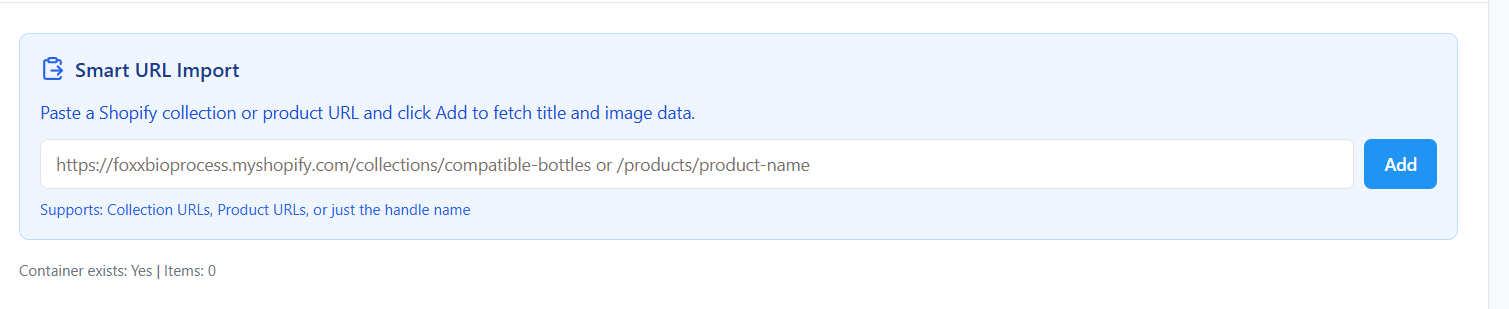 Smart URL Import
Paste a Shopify collection or product URL and click Add to fetch title and image data.
https://foxxbioprocess.myshopify.com/collections/compatible-bottles or /products/product-name
Add
Supports: Collection URLs, Product URLs, or just the handle name
Container exists: Yes | Items: 0